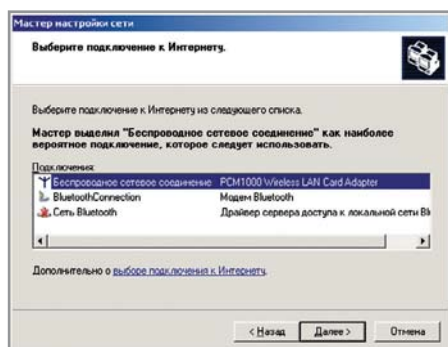 Мастер настройки сети
Выберите подключение к Интернету.
Выберите подключение к Интернету из следующего списка.
Мастер выделил "Беспроводное сетевое соединение" как наиболее
вероятное подключение, которое следует использовать.
Подключения:
Беспроводное сетевое соединение PCM1000 Wireless LAN Card Adapter
BluetoothConnection Модем Bluetooth
Сеть Bluetooth Драйвер сервера доступа к локальной сети Bl
Дополнительно о выборе подключения к Интернету.
< Назад Далее > Отмена